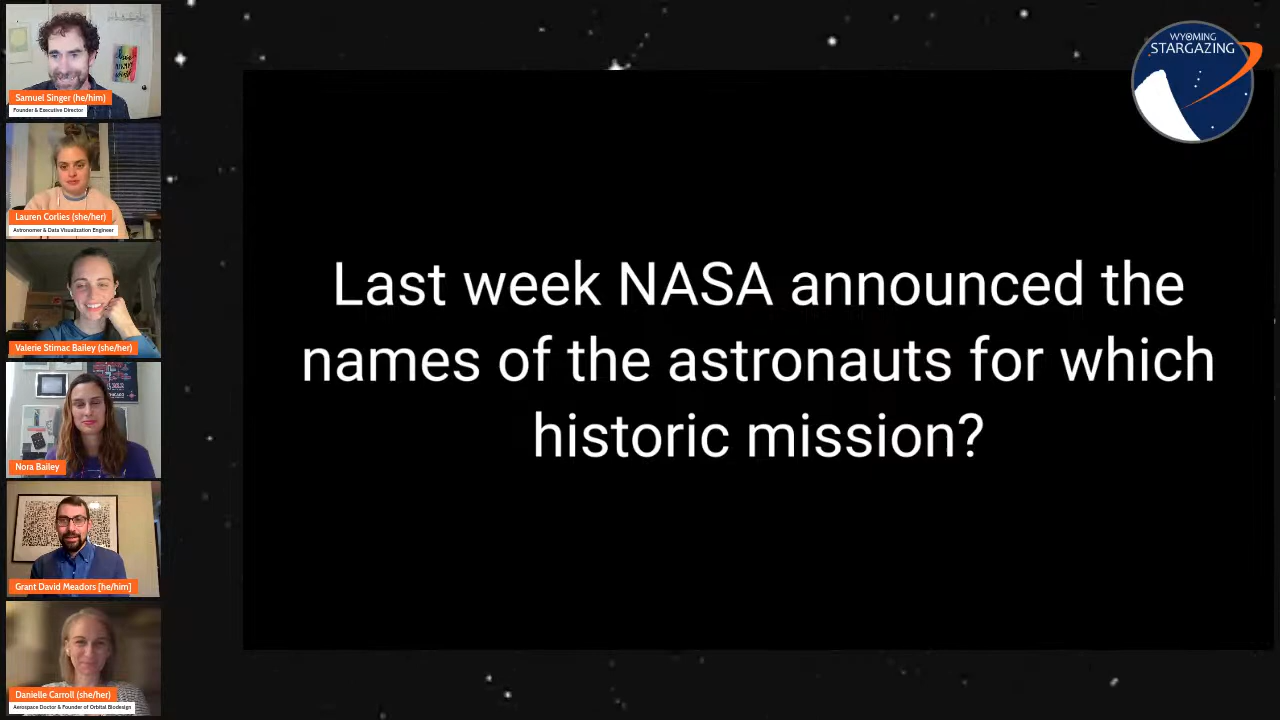 Samuel Singer (he/him)
Founder & Executive Director
Lauren Corlies (she/her)
Astronomer & Data Visualization Engineer
Valerie Stimac Bailey (she/her)
Nora Bailey
Grant David Meadors [he/him]
Danielle Carroll (she/her)
Aerospace Doctor & Founder of Orbital Biodesign
WYOMING
STARGAZING
Last week NASA announced the
names of the astronauts for which
historic mission?